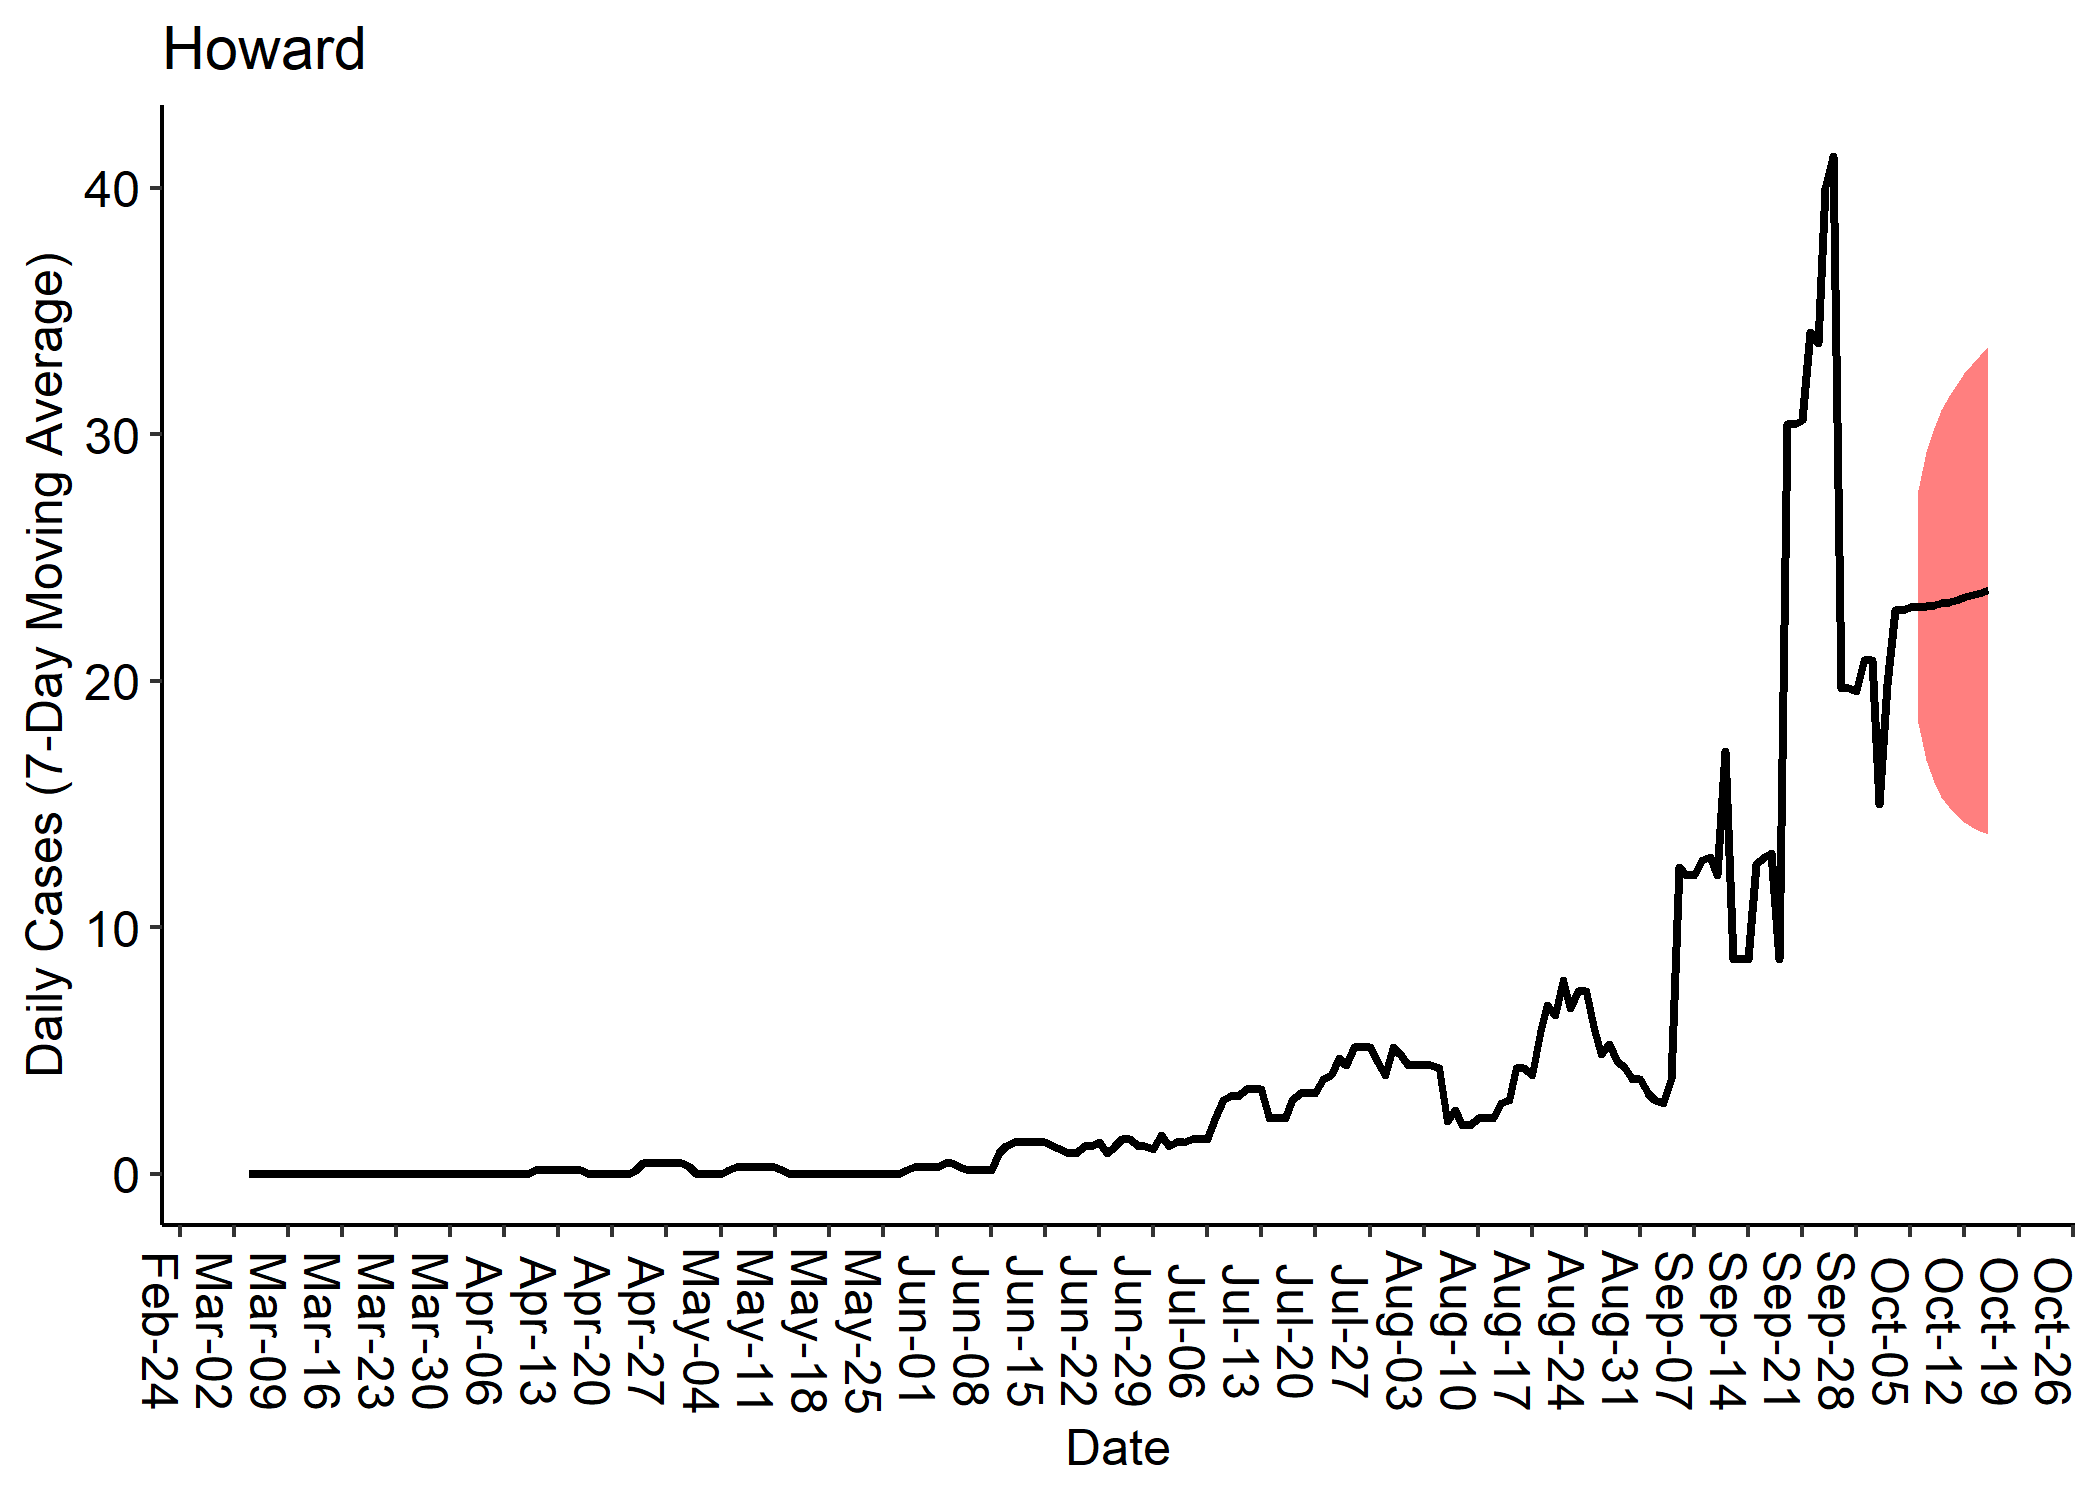 Howard
Daily Cases (7-Day Moving Average)
40
30
20
10
0
Feb-24
Mar-02
Mar-09
Mar-16
Mar-23
Mar-30
Apr-06
Apr-13
Apr-20
Apr-27
May-04
May-11
May-18
May-25
Jun-01
Jun-08
Jun-15
Jun-22
Jun-29
Jul-06
Jul-13
Jul-20
Jul-27
Aug-03
Aug-10
Aug-17
Aug-24
Aug-31
Sep-07
Sep-14
Sep-21
Sep-28
Oct-05
Oct-12
Oct-19
Oct-26
Date